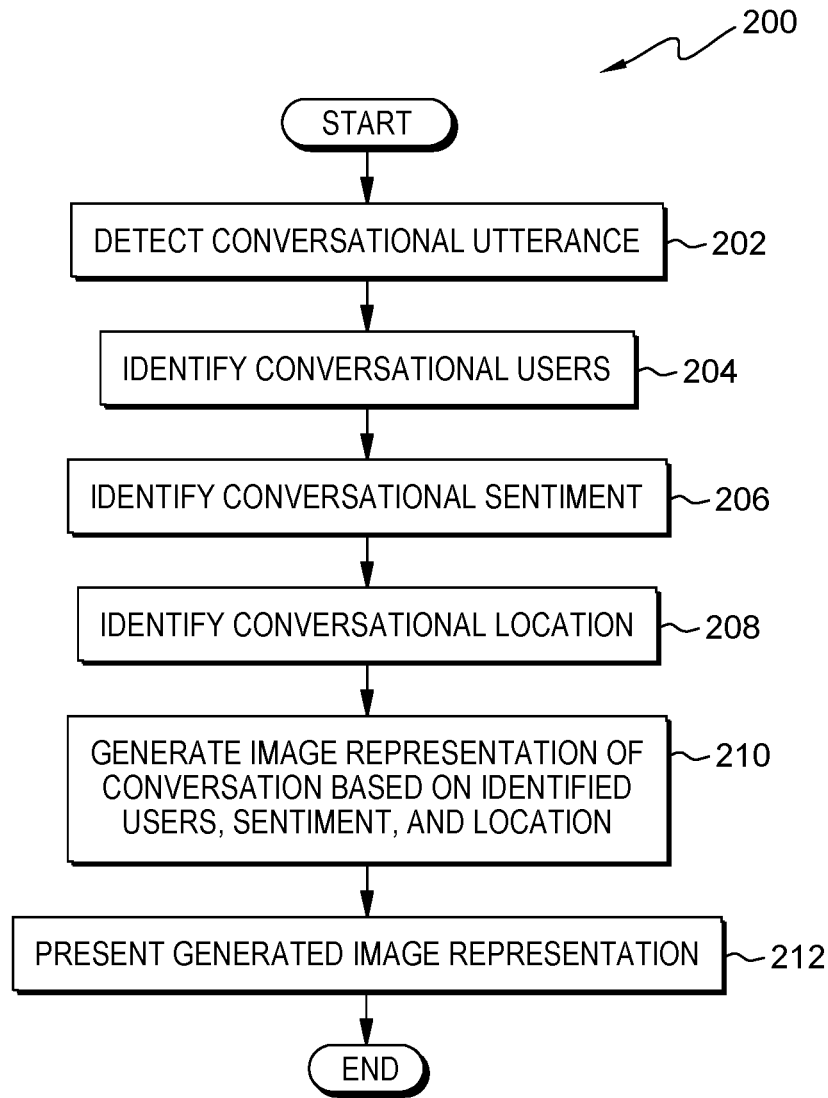 200
START
DETECT CONVERSATIONAL UTTERANCE
202
IDENTIFY CONVERSATIONAL USERS
204
IDENTIFY CONVERSATIONAL SENTIMENT
206
IDENTIFY CONVERSATIONAL LOCATION
208
GENERATE IMAGE REPRESENTATION OF
CONVERSATION BASED ON IDENTIFIED
USERS, SENTIMENT, AND LOCATION
210
PRESENT GENERATED IMAGE REPRESENTATION
212
END